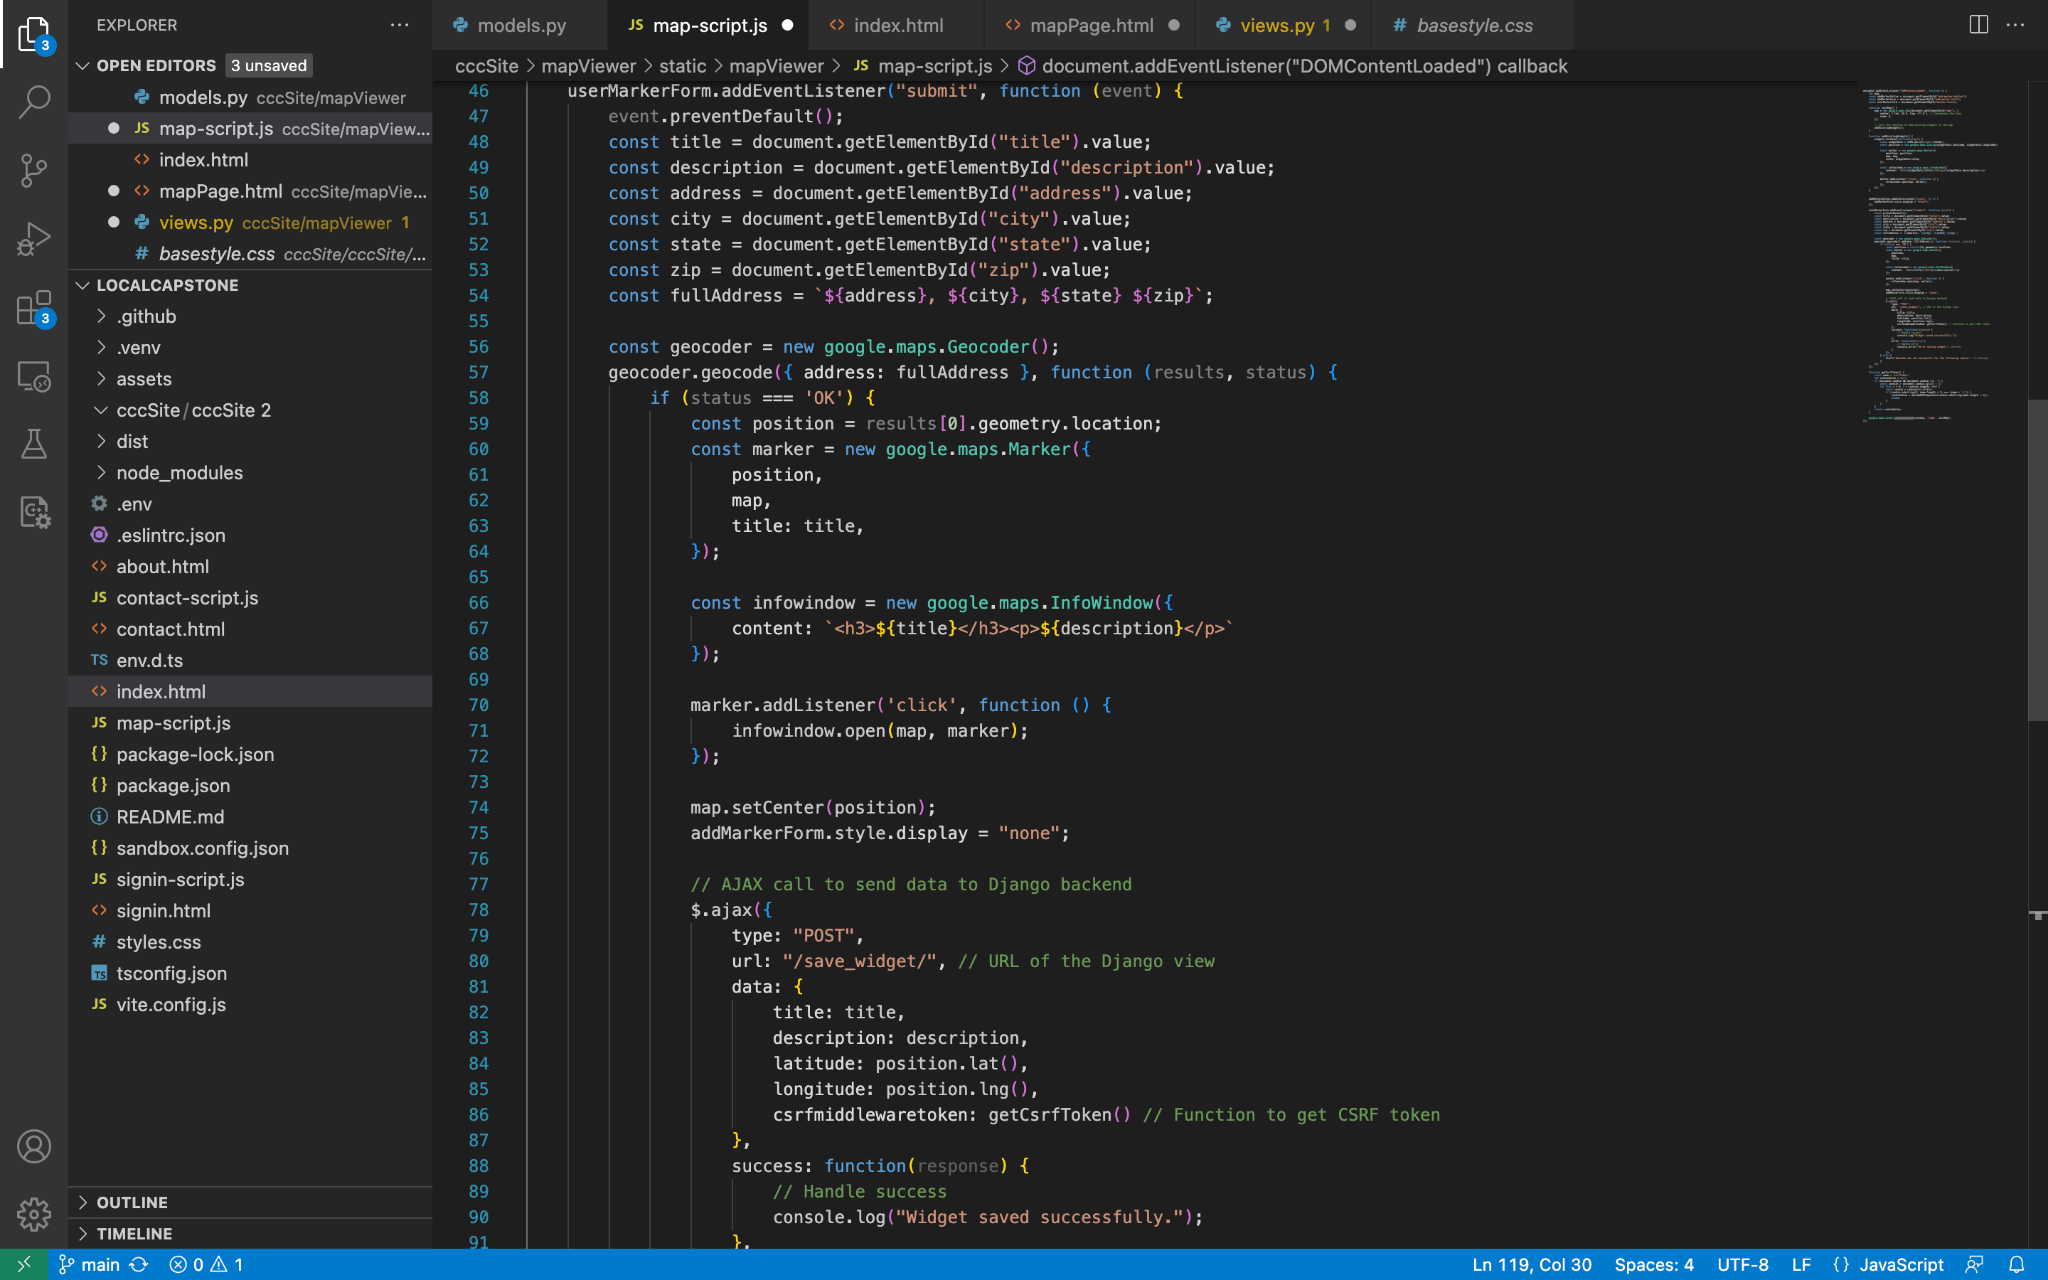 EXPLORER
models.py
JS map-script.js
index.html
mapPage.html
views.py 1
# basestyle.css
OPEN EDITORS 3 unsaved
models.py cccSite/mapViewer
JS map-script.js cccSite/mapView...
index.html
mapPage.html cccSite/mapVie...
views.py cccSite/mapViewer 1
# basestyle.css cccSite/cccSite/...
LOCALCAPSTONE
.github
.venv
assets
cccSite/cccSite 2
dist
node_modules
.env
.eslintrc.json
about.html
JS contact-script.js
contact.html
TS env.d.ts
index.html
JS map-script.js
{} package-lock.json
{} package.json
README.md
{} sandbox.config.json
JS signin-script.js
signin.html
# styles.css
TS tsconfig.json
JS vite.config.js
OUTLINE
TIMELINE
3
3
cccSite > mapViewer > static > mapViewer > JS map-script.js > document.addEventListener("DOMContentLoaded") callback
46 userMarkerForm.addEventListener("submit", function (event) {
47 event.preventDefault();
48 const title = document.getElementById("title").value;
49 const description = document.getElementById("description").value;
50 const address = document.getElementById("address").value;
51 const city = document.getElementById("city").value;
52 const state = document.getElementById("state").value;
53 const zip = document.getElementById("zip").value;
54 const fullAddress = `${address}, ${city}, ${state} ${zip}`;
55
56 const geocoder = new google.maps.Geocoder();
57 geocoder.geocode({ address: fullAddress }, function (results, status) {
58 if (status === 'OK') {
59 const position = results[0].geometry.location;
60 const marker = new google.maps.Marker({
61 position,
62 map,
63 title: title,
64 });
65
66 const infowindow = new google.maps.InfoWindow({
67 content: `<h3>${title}</h3><p>${description}</p>`
68 });
69
70 marker.addListener('click', function () {
71 infowindow.open(map, marker);
72 });
73
74 map.setCenter(position);
75 addMarkerForm.style.display = "none";
76
77 // AJAX call to send data to Django backend
78 $.ajax({
79 type: "POST",
80 url: "/save_widget/", // URL of the Django view
81 data: {
82 title: title,
83 description: description,
84 latitude: position.lat(),
85 longitude: position.lng(),
86 csrfmiddlewaretoken: getCsrfToken() // Function to get CSRF token
87 },
88 success: function(response) {
89 // Handle success
90 console.log("Widget saved successfully.");
91 },
main 0 1 Ln 119, Col 30 Spaces: 4 UTF-8 LF {} JavaScript